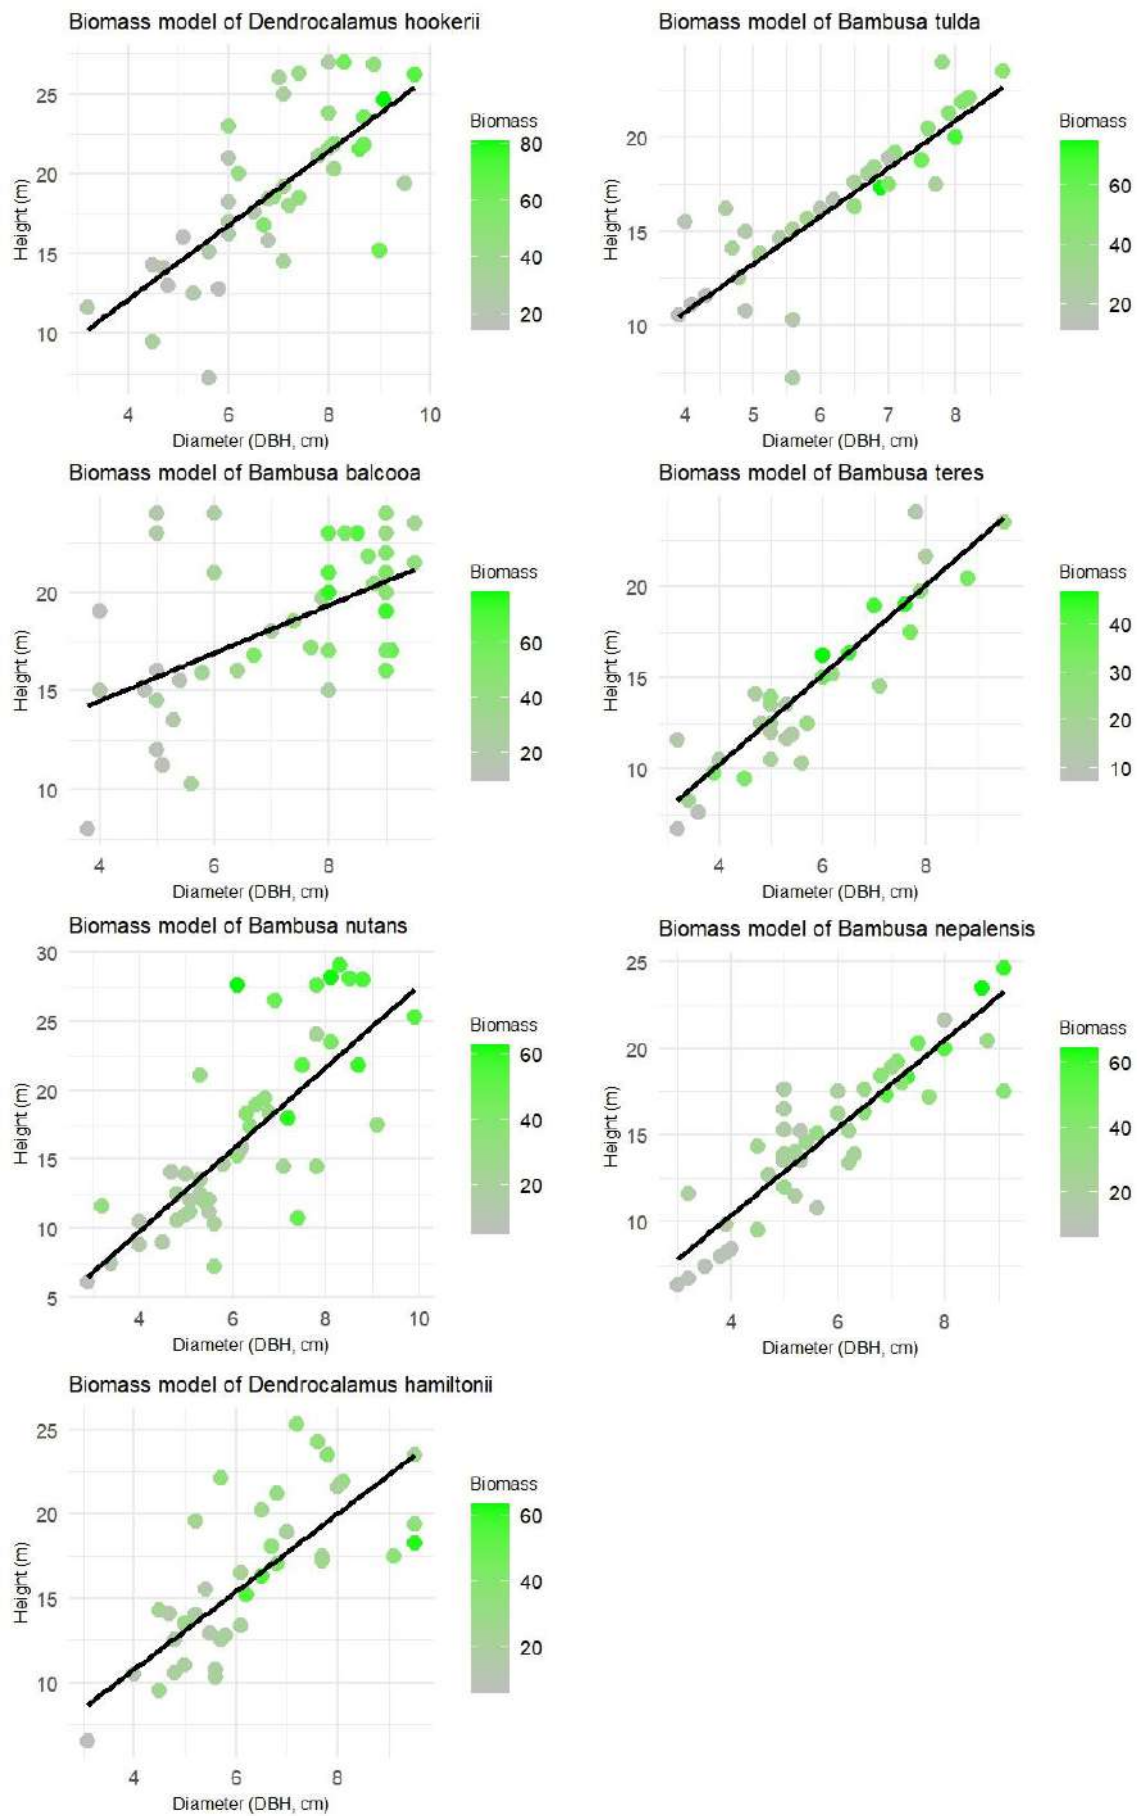 Biomass model of Dendrocalamus hookerii
25
20
15
10
Height (m)
4 6 8 10
Diameter (DBH, cm)
Biomass
80
60
40
20
Biomass model of Bambusa tulda
20
15
10
Height (m)
4 5 6 7 8
Diameter (DBH, cm)
Biomass
60
40
20
Biomass model of Bambusa balcooa
20
15
10
Height (m)
4 6 8
Diameter (DBH, cm)
Biomass
60
40
20
Biomass model of Bambusa teres
20
15
10
Height (m)
4 6 8
Diameter (DBH, cm)
Biomass
40
30
20
10
Biomass model of Bambusa nutans
30
25
20
15
10
5
Height (m)
4 6 8 10
Diameter (DBH, cm)
Biomass
60
40
20
Biomass model of Bambusa nepalensis
25
20
15
10
Height (m)
4 6 8
Diameter (DBH, cm)
Biomass
60
40
20
Biomass model of Dendrocalamus hamiltonii
25
20
15
10
Height (m)
4 6 8
Diameter (DBH, cm)
Biomass
60
40
20